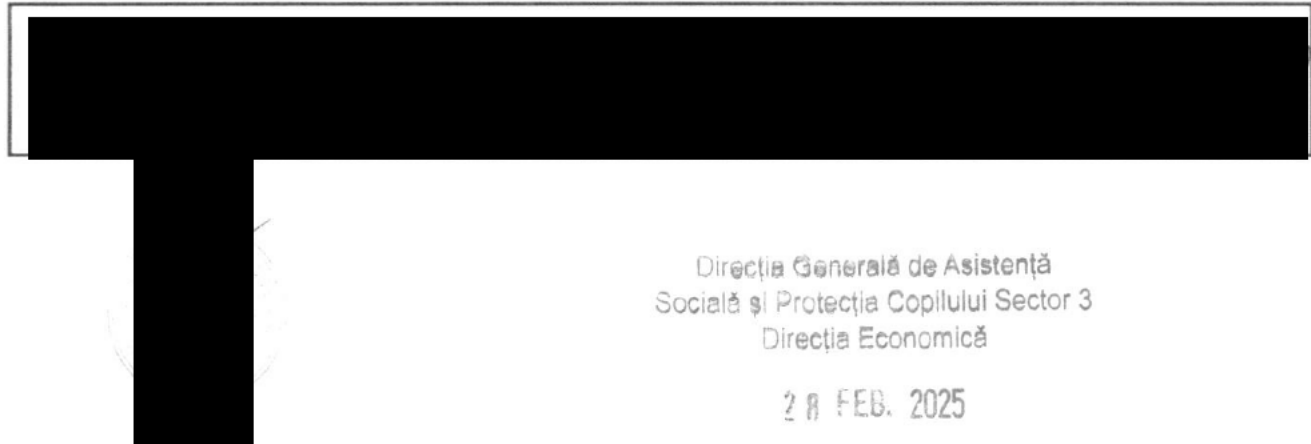 Direcția Generală de Asistență
Socială și Protecția Copilului Sector 3
Direcția Economică
28 FEB. 2025